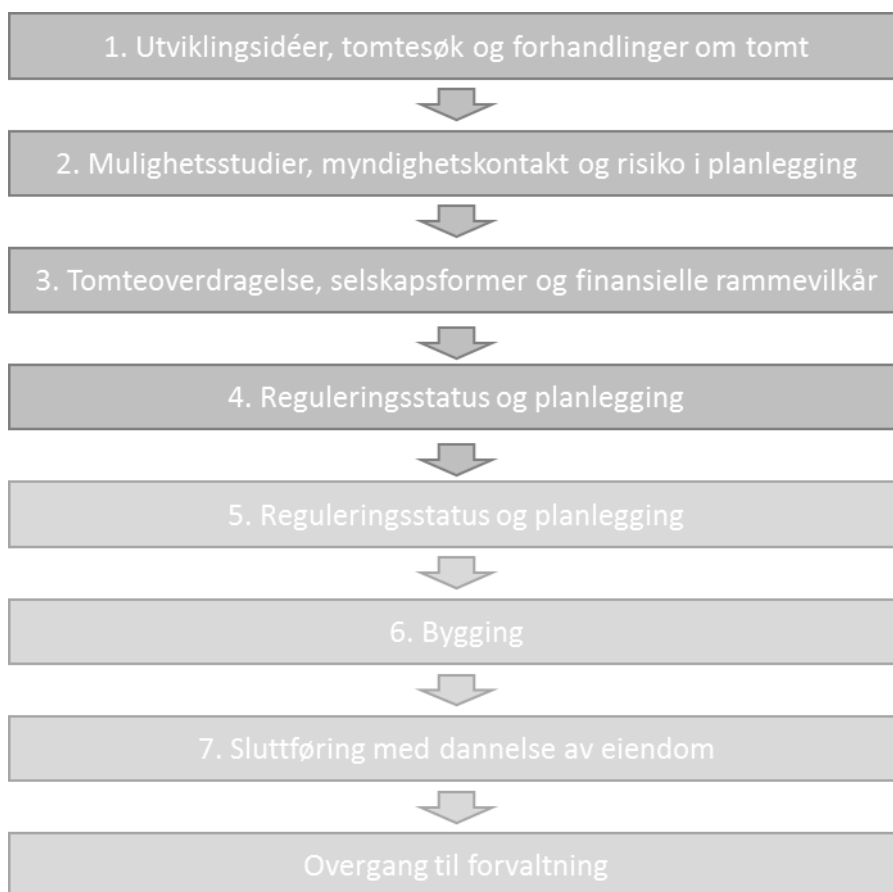 1. Utviklingsidéer, tomtesøk og forhandlinger om tomt
2. Mulighetsstudier, myndighetskontakt og risiko i planlegging
3. Tomteoverdragelse, selskapsformer og finansielle rammevilkår
4. Reguleringsstatus og planlegging
5. Reguleringsstatus og planlegging
6. Bygging
7. Sluttføring med dannelse av eiendom
Overgang til forvaltning